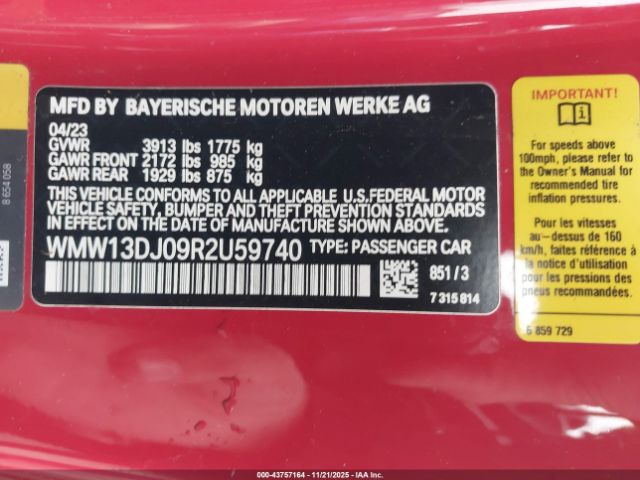 MFD BY BAYERISCHE MOTOREN WERKE AG
04/23
GVWR 3913 lbs 1775 kg
GAWR FRONT 2172 lbs 985 kg
GAWR REAR 1929 lbs 875 kg
THIS VEHICLE CONFORMS TO ALL APPLICABLE U.S.FEDERAL MOTOR
VEHICLE SAFETY, BUMPER, AND THEFT PREVENTION STANDARDS
IN EFFECT ON THE DATE OF MANUFACTURE SHOWN ABOVE.
WMW13DJ09R2U59740 TYPE: PASSENGER CAR
851/3
7 315 814
8 654 058
IMPORTANT!
For speeds above
100mph, please refer to
the Owner's Manual for
recommended tire
inflation pressures.
Pour les vitesses
au-dessus de 160
km/h, faites référence à
la notice d'utilisation
pour les pressions des
pneus recommandées.
6 859 729
000-43757164 - 11/21/2025 - IAAI.COM